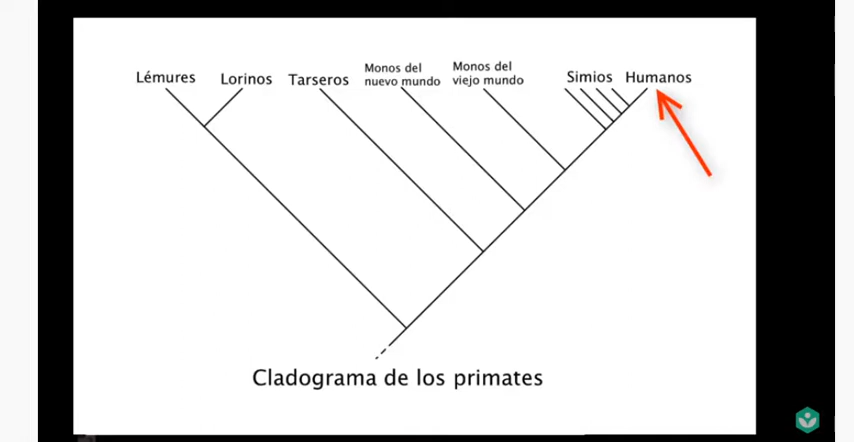 Lémures
Lorinos
Tarseros
Monos del
nuevo mundo
Monos del
viejo mundo
Simios
Humanos
Cladograma de los primates